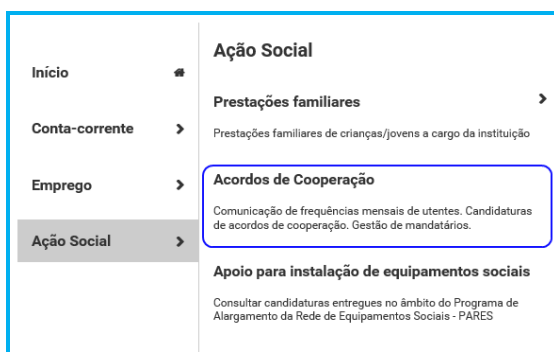 Início
Conta-corrente
Emprego
Ação Social
Ação Social
Prestações familiares
Prestações familiares de crianças/jovens a cargo da instituição
Acordos de Cooperação
Comunicação de frequências mensais de utentes. Candidaturas
de acordos de cooperação. Gestão de mandatários.
Apoio para instalação de equipamentos sociais
Consultar candidaturas entregues no âmbito do Programa de
Alargamento da Rede de Equipamentos Sociais - PARES